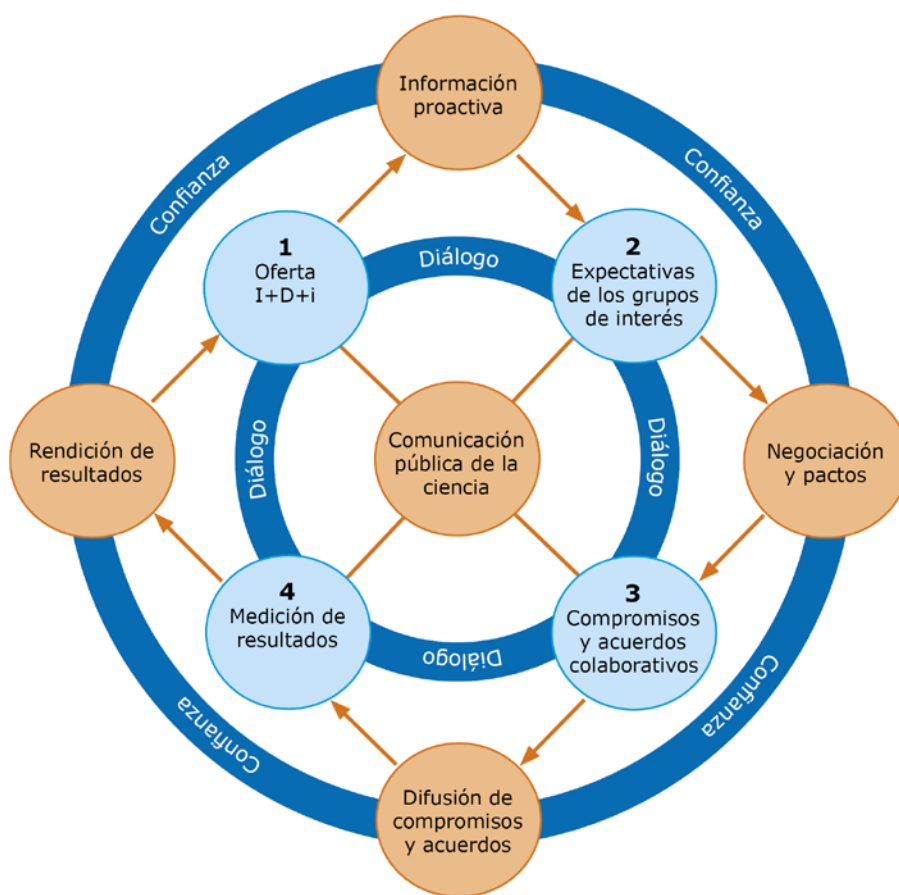 Información
proactiva
Confianza
Confianza
1
Oferta
I+D+i
Diálogo
2
Expectativas
de los grupos
de interés
Rendición de
resultados
Diálogo
Comunicación
pública de la
ciencia
Diálogo
Negociación
y pactos
4
Medición de
resultados
Diálogo
3
Compromisos
y acuerdos
colaborativos
Confianza
Confianza
Difusión de
compromisos
y acuerdos